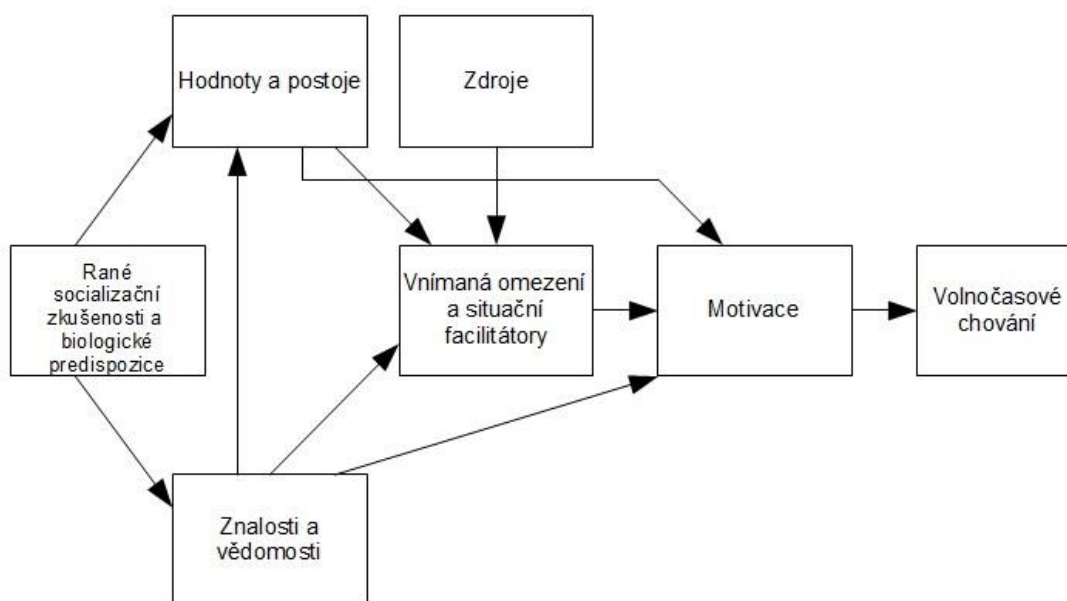 Hodnoty a postoje
Zdroje
Rané
socializační
zkušenosti a
biologické
predispozice
Vnímaná omezení
a situační
facilitátory
Motivace
Volnočasové
chování
Znalosti a
vědomosti